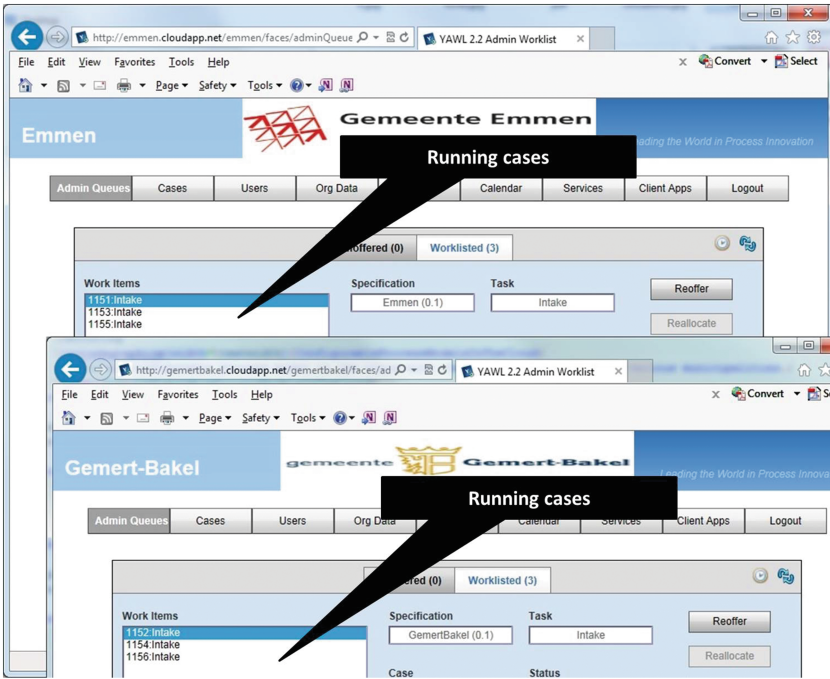 http://emmen.cloudapp.net/emmen/faces/adminQueue
YAWL 2.2 Admin Worklist
File Edit View Favorites Tools Help
x Convert Select
Page Safety Tools
Emmen
Gemeente Emmen
Leading the World in Process Innovation
Running cases
Admin Queues Cases Users Org Data Calendar Services Client Apps Logout
Unoffered (0) Worklisted (3)
Work Items Specification Task
1151:Intake
1153:Intake
1155:Intake
Emmen (0.1) Intake
Reoffer
Reallocate
http://gemertbakel.cloudapp.net/gemertbakel/faces/ad
YAWL 2.2 Admin Worklist
File Edit View Favorites Tools Help
x Convert
Page Safety Tools
Gemert-Bakel
gemeente Gemert-Bakel
Leading the World in Process Innova
Running cases
Admin Queues Cases Users Org Data Calendar Services Client Apps Logout
(0) Worklisted (3)
Work Items Specification Task
1152:Intake
1154:Intake
1156:Intake
GemertBakel (0.1) Intake
Reoffer
Reallocate
Case Status